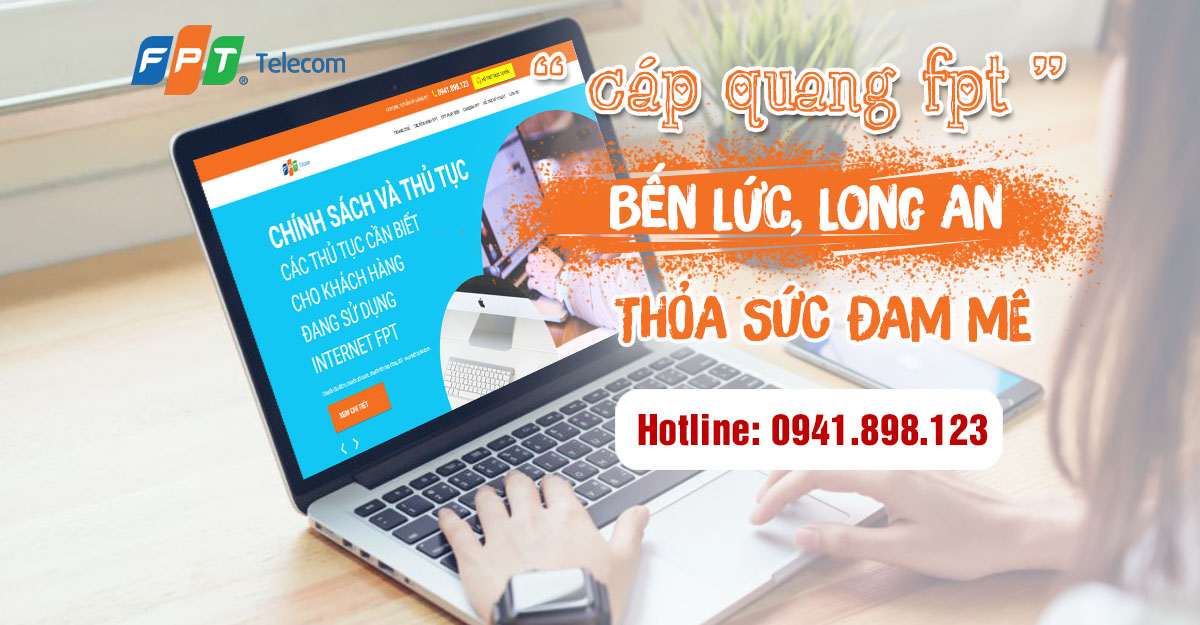 FPT Telecom
“ cáp quang fpt ”
BẾN LỨC, LONG AN
THỎA SỨC ĐAM MÊ
Hotline: 0941.898.123
0941.898.123
FPT Telecom
CHÍNH SÁCH VÀ THỦ TỤC
CÁC THỦ TỤC CẦN BIẾT
CHO KHÁCH HÀNG
ĐANG SỬ DỤNG
INTERNET FPT
XEM CHI TIẾT